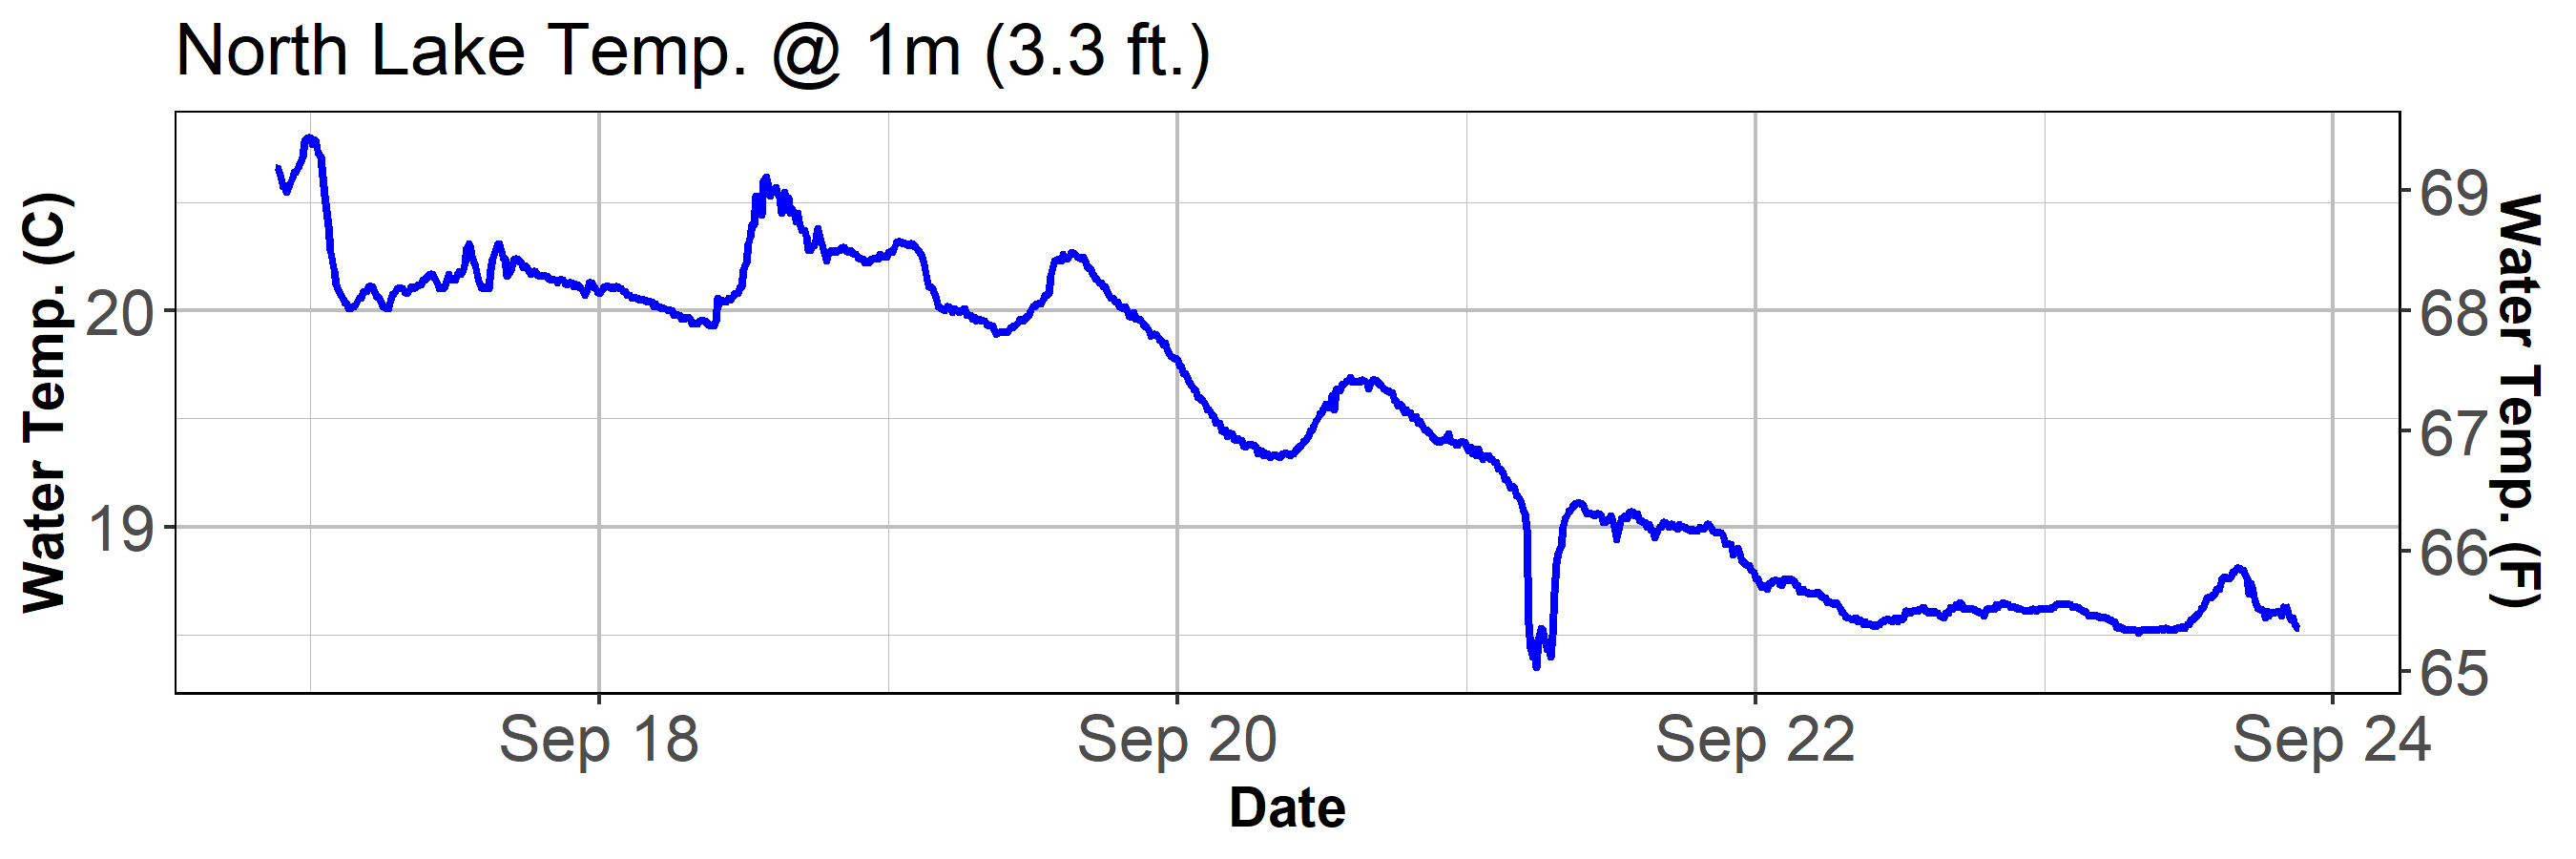 North Lake Temp. @ 1m (3.3 ft.)
Water Temp. (C)
20
19
69
68
67
66
65
Water Temp. (F)
Sep 18
Sep 20
Sep 22
Sep 24
Date